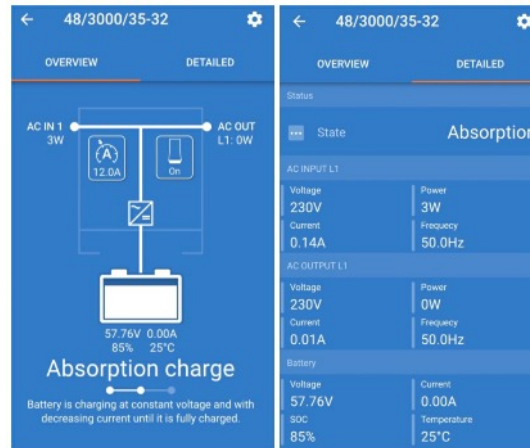 48/3000/35-32
OVERVIEW DETAILED
AC IN 1
3W
AC OUT
L1: 0W
12.0A
On
57.76V 0.00A
85% 25°C
Absorption charge
Battery is charging at constant voltage and with
decreasing current until it is fully charged.
48/3000/35-32
OVERVIEW DETAILED
Status
State Absorption
AC INPUT L1
Voltage Power
230V 3W
Current Frequecy
0.14A 50.0Hz
AC OUTPUT L1
Voltage Power
230V 0W
Current Frequecy
0.01A 50.0Hz
Battery
Voltage Current
57.76V 0.00A
SOC Temperature
85% 25°C